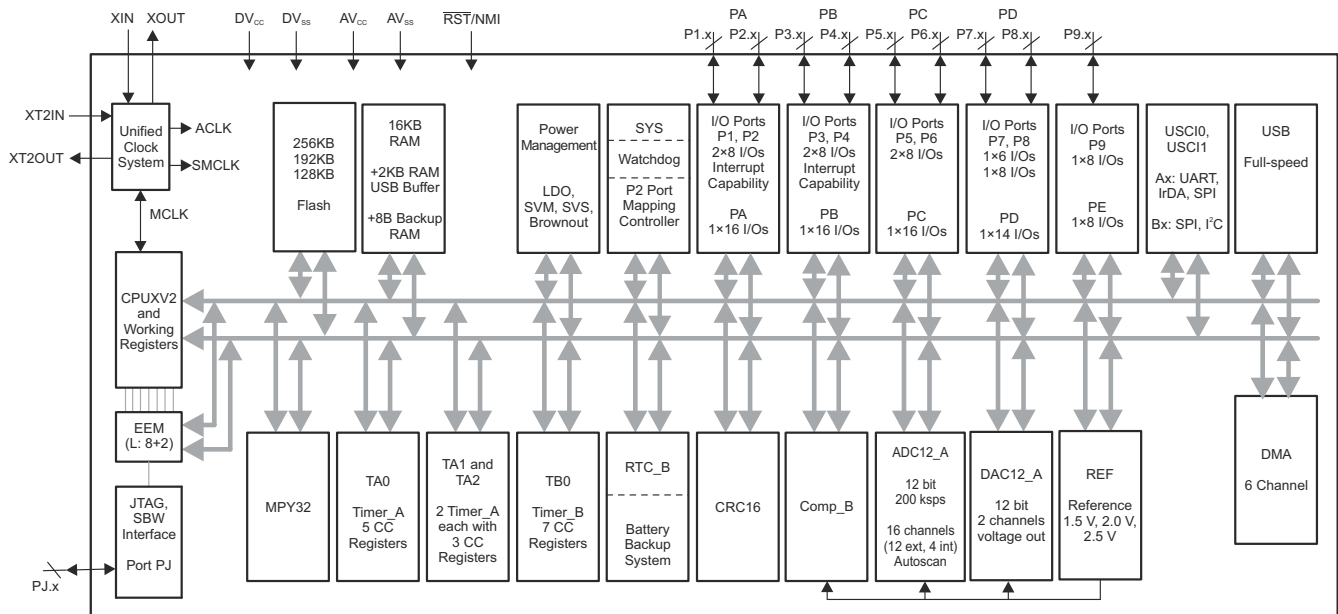 XIN
XOUT
DVCC
DVSS
AVCC
AVSS
RST/NMI
PA
P1.x
P2.x
PB
P3.x
P4.x
PC
P5.x
P6.x
PD
P7.x
P8.x
P9.x
XT2IN
XT2OUT
Unified
Clock
System
ACLK
SMCLK
MCLK
256KB
192KB
128KB
Flash
16KB
RAM
+2KB RAM
USB Buffer
+8B Backup
RAM
Power
Management
LDO,
SVM, SVS,
Brownout
SYS
Watchdog
P2 Port
Mapping
Controller
I/O Ports
P1, P2
2×8 I/Os
Interrupt
Capability
PA
1×16 I/Os
I/O Ports
P3, P4
2×8 I/Os
Interrupt
Capability
PB
1×16 I/Os
I/O Ports
P5, P6
2×8 I/Os
PC
1×16 I/Os
I/O Ports
P7, P8
1×6 I/Os
1×8 I/Os
PD
1×14 I/Os
I/O Ports
P9
1×8 I/Os
PE
1×8 I/Os
USCI0,
USCI1
Ax: UART,
IrDA, SPI
Bx: SPI, I²C
USB
Full-speed
CPUXV2
and
Working
Registers
EEM
(L: 8+2)
JTAG,
SBW
Interface
Port PJ
PJ.x
MPY32
TA0
Timer_A
5 CC
Registers
TA1 and
TA2
2 Timer_A
each with
3 CC
Registers
TB0
Timer_B
7 CC
Registers
RTC_B
Battery
Backup
System
CRC16
Comp_B
ADC12_A
12 bit
200 ksps
16 channels
(12 ext, 4 int)
Autoscan
DAC12_A
12 bit
2 channels
voltage out
REF
Reference
1.5 V, 2.0 V,
2.5 V
DMA
6 Channel